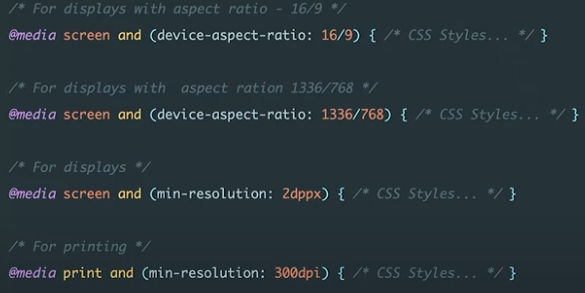 /* For displays with aspect ratio - 16/9 */
@media screen and (device-aspect-ratio: 16/9) { /* CSS Styles... */ }
/* For displays with  aspect ration 1336/768 */
@media screen and (device-aspect-ratio: 1336/768) { /* CSS Styles... */ }
/* For displays */
@media screen and (min-resolution: 2dppx) { /* CSS Styles... */ }
/* For printing */
@media print and (min-resolution: 300dpi) { /* CSS Styles... */ }